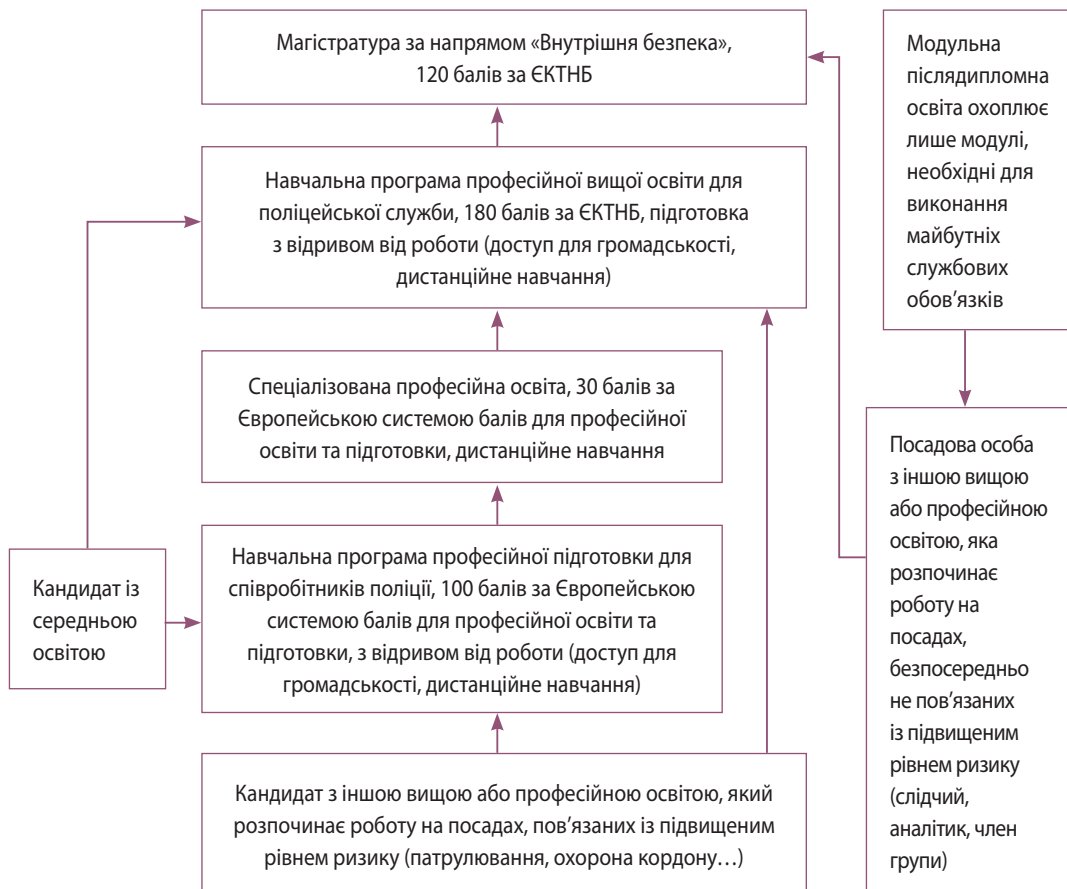 Магістратура за напрямом «Внутрішня безпека»,
120 балів за ЄКТНБ
Навчальна програма професійної вищої освіти для
поліцейської служби, 180 балів за ЄКТНБ, підготовка
з відривом від роботи (доступ для громадськості,
дистанційне навчання)
Спеціалізована професійна освіта, 30 балів за
Європейською системою балів для професійної
освіти та підготовки, дистанційне навчання
Кандидат із
середньою
освітою
Навчальна програма професійної підготовки для
співробітників поліції, 100 балів за Європейською
системою балів для професійної освіти та
підготовки, з відривом від роботи (доступ для
громадськості, дистанційне навчання)
Кандидат з іншою вищою або професійною освітою, який
розпочинає роботу на посадах, пов’язаних із підвищеним
рівнем ризику (патрулювання, охорона кордону…)
Модульна
післядипломна
освіта охоплює
лише модулі,
необхідні для
виконання
майбутніх
службових
обов’язків
Посадова особа
з іншою вищою
або професійною
освітою, яка
розпочинає
роботу на
посадах,
безпосередньо
не пов’язаних
із підвищеним
рівнем ризику
(слідчий,
аналітик, член
групи)